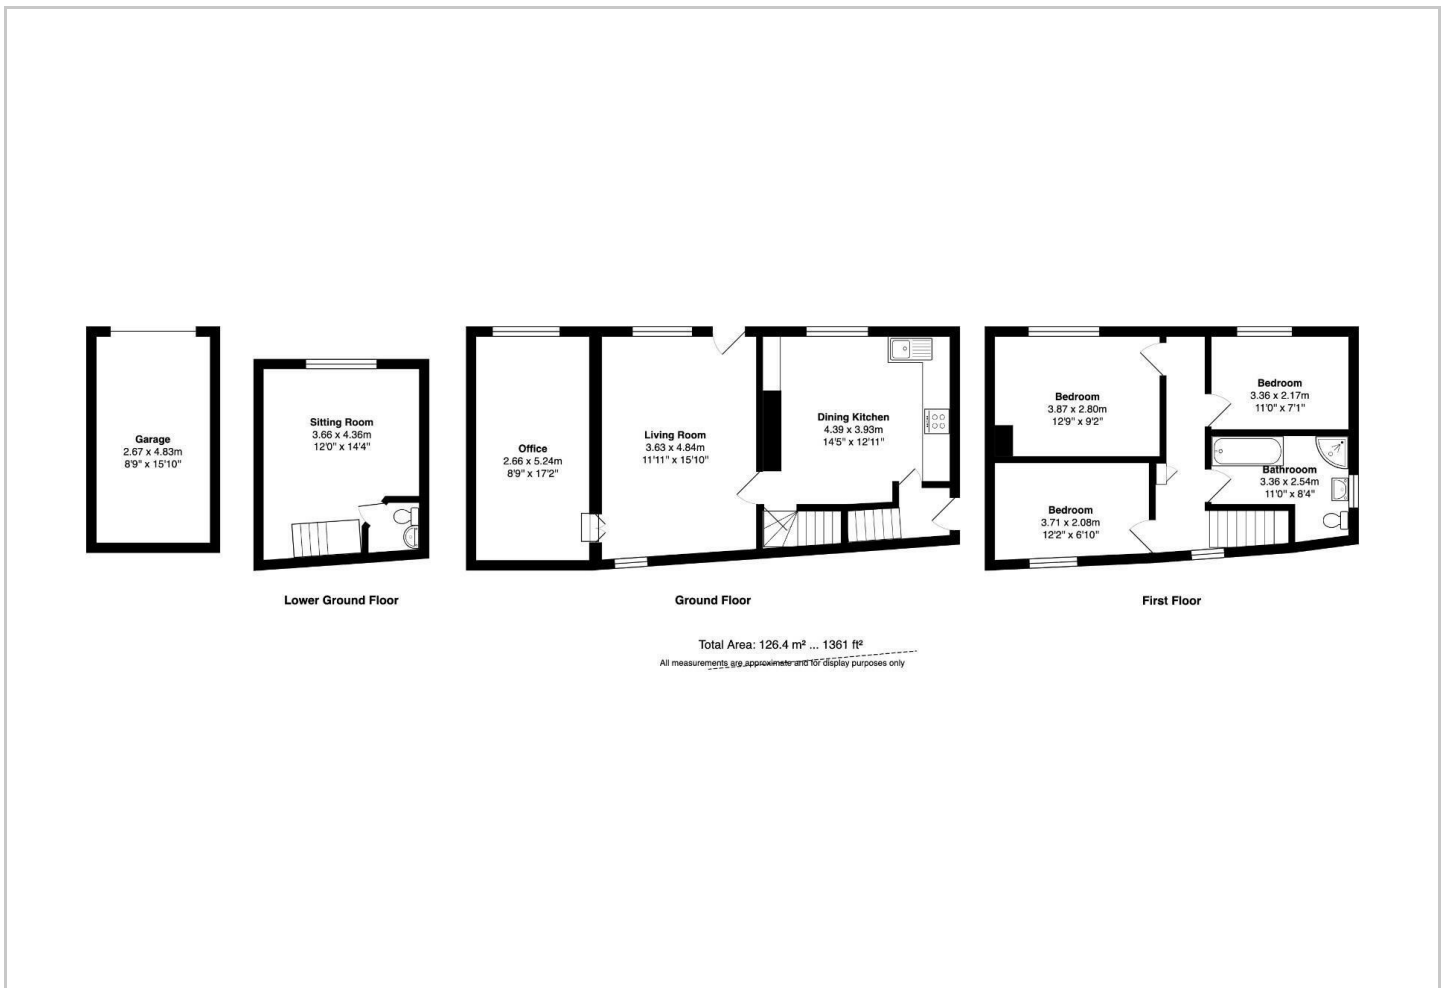 Garage
2.67 x 4.83m
8'9" x 15'10"
Sitting Room
3.66 x 4.36m
12'0" x 14'4"
Lower Ground Floor
Office
2.66 x 5.24m
8'9" x 17'2"
Living Room
3.63 x 4.84m
11'11" x 15'10"
Dining Kitchen
4.39 x 3.93m
14'5" x 12'11"
Ground Floor
Bedroom
3.87 x 2.80m
12'9" x 9'2"
Bedroom
3.36 x 2.17m
11'0" x 7'1"
Bathrooom
3.36 x 2.54m
11'0" x 8'4"
Bedroom
3.71 x 2.08m
12'2" x 6'10"
First Floor
Total Area: 126.4 m² ... 1361 ft²
All measurements are approximate and for display purposes only